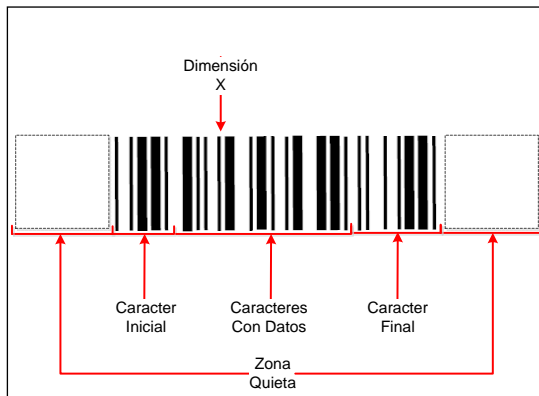 Dimensión
X
Caracter
Inicial
Caracteres
Con Datos
Caracter
Final
Zona
Quieta